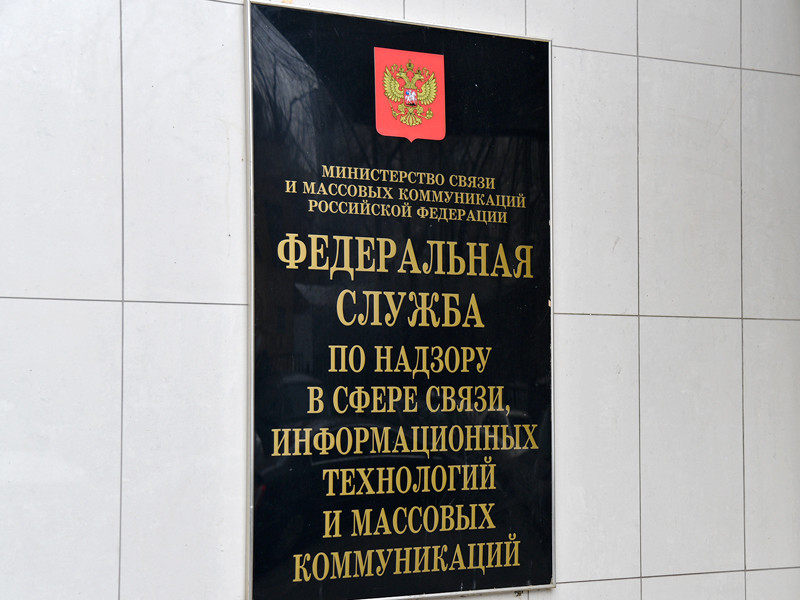 МИНИСТЕРСТВО СВЯЗИ
И МАССОВЫХ КОММУНИКАЦИЙ
РОССИЙСКОЙ ФЕДЕРАЦИИ
ФЕДЕРАЛЬНАЯ
СЛУЖБА
ПО НАДЗОРУ
В СФЕРЕ СВЯЗИ,
ИНФОРМАЦИОННЫХ
ТЕХНОЛОГИЙ
И МАССОВЫХ
КОММУНИКАЦИЙ